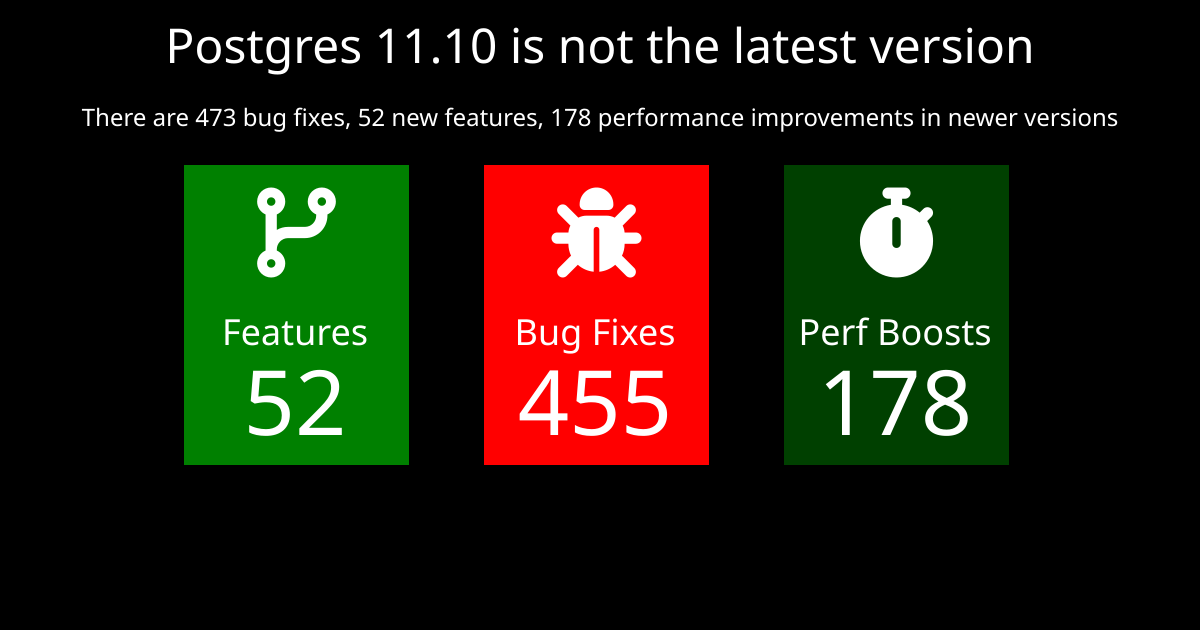 Postgres 11.10 is not the latest version
There are 473 bug fixes, 52 new features, 178 performance improvements in newer versions
Features
52
Bug Fixes
455
Perf Boosts
178